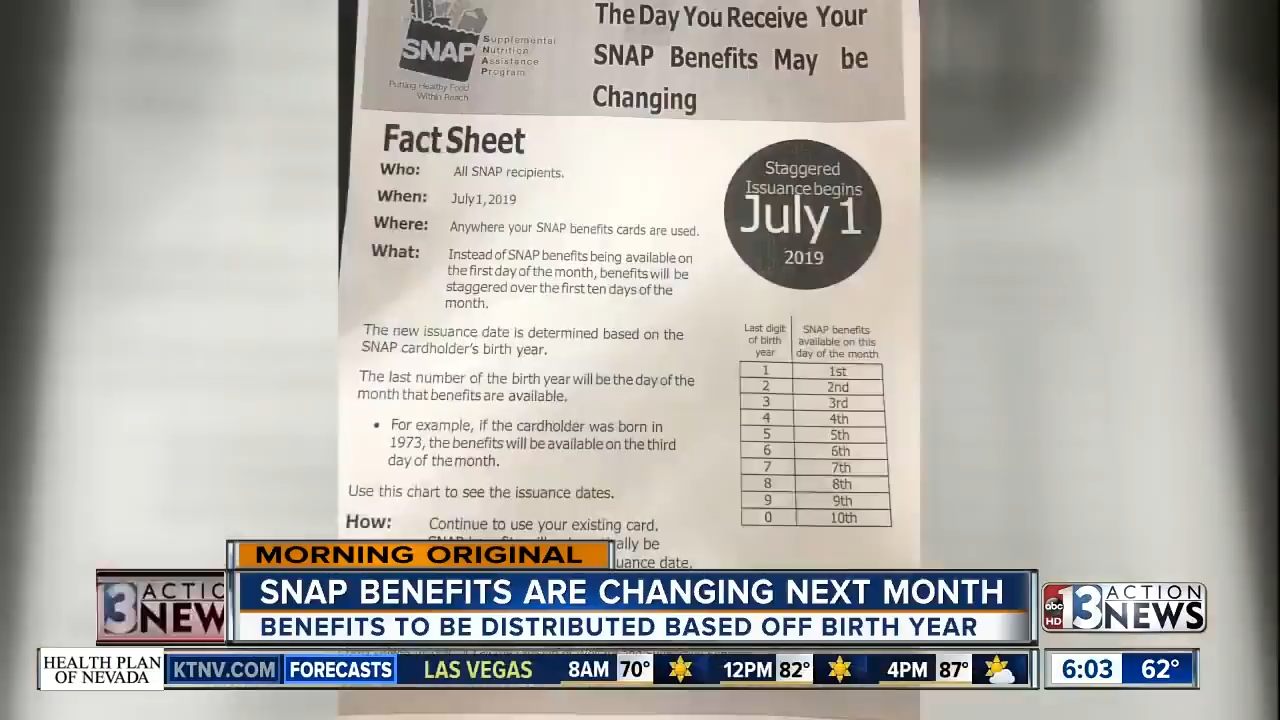 SNAP
Supplemental
Nutrition
Assistance
Program
Putting Healthy Food
Within Reach
The Day You Receive Your
SNAP Benefits May be
Changing
Fact Sheet
Who: All SNAP recipients.
When: July 1, 2019
Where: Anywhere your SNAP benefits cards are used.
What: Instead of SNAP benefits being available on
the first day of the month, benefits will be
staggered over the first ten days of the
month.
Staggered
Issuance begins
July 1
2019
The new issuance date is determined based on the
SNAP cardholder's birth year.
The last number of the birth year will be the day of the
month that benefits are available.
• For example, if the cardholder was born in
1973, the benefits will be available on the third
day of the month.
Use this chart to see the issuance dates.
How: Continue to use your existing card.
be
uance date.
Last digit
of birth
year
SNAP benefits
available on this
day of the month
1 1st
2 2nd
3 3rd
4 4th
5 5th
6 6th
7 7th
8 8th
9 9th
0 10th
MORNING ORIGINAL
SNAP BENEFITS ARE CHANGING NEXT MONTH
BENEFITS TO BE DISTRIBUTED BASED OFF BIRTH YEAR
3 ACTIC
NEW
abc HD 13 ACTION
NEWS
HEALTH PLAN
OF NEVADA
KTNV.COM FORECASTS LAS VEGAS 8AM 70° 12PM 82° 4PM 87°
6:03 62°